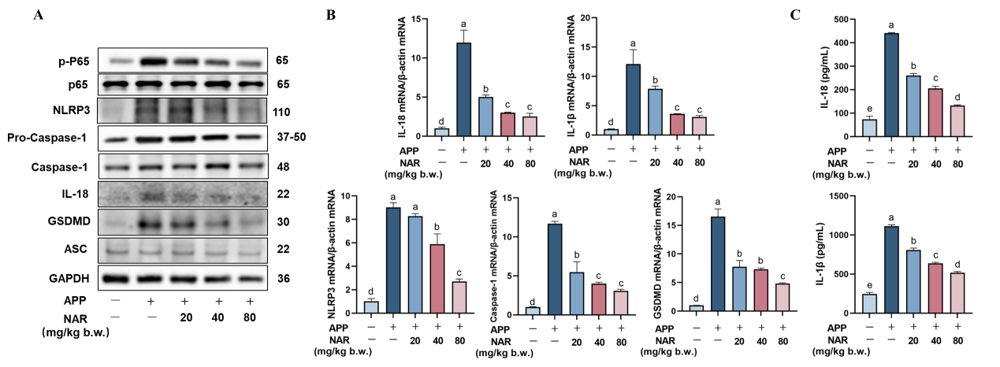 A
p-P65 65
p65 65
NLRP3 110
Pro-Caspase-1 37-50
Caspase-1 48
IL-18 22
GSDMD 30
ASC 22
GAPDH 36
APP — + + + +
NAR — — 20 40 80
(mg/kg b.w.)
B
IL-18 mRNA/β-actin mRNA
15
10
5
0
d a b c c
APP — + + + +
NAR — — 20 40 80
(mg/kg b.w.)
IL-1β mRNA/β-actin mRNA
20
15
10
5
0
d a b c c
APP — + + + +
NAR — — 20 40 80
(mg/kg b.w.)
NLRP3 mRNA/β-actin mRNA
10
8
6
4
2
0
d a a b c
APP — + + + +
NAR — — 20 40 80
(mg/kg b.w.)
Caspase-1 mRNA/β-actin mRNA
15
10
5
0
d a b c c
APP — + + + +
NAR — — 20 40 80
(mg/kg b.w.)
GSDMD mRNA/β-actin mRNA
20
15
10
5
0
d a b b c
APP — + + + +
NAR — — 20 40 80
(mg/kg b.w.)
C
IL-18 (pg/mL)
500
400
300
200
100
0
e a b c d
APP — + + + +
NAR — — 20 40 80
(mg/kg b.w.)
IL-1β (pg/mL)
1500
1000
500
0
e a b c d
APP — + + + +
NAR — — 20 40 80
(mg/kg b.w.)